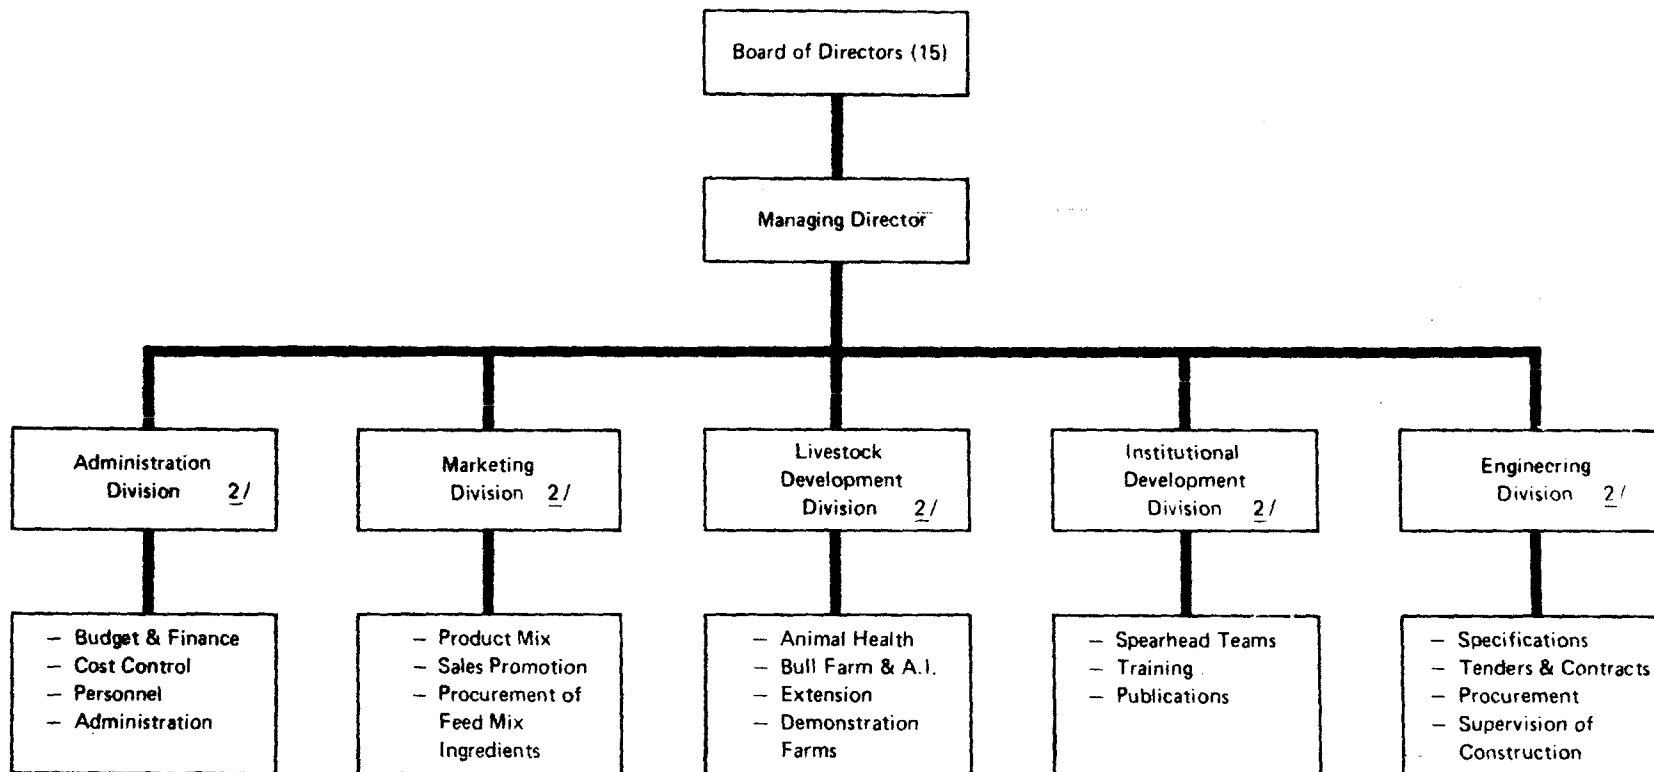 Board of Directors (15)
Managing Director
Administration
Division 2/
Marketing
Division 2/
Livestock
Development
Division 2/
Institutional
Development
Division 2/
Engineering
Division 2/
— Budget & Finance
— Cost Control
— Personnel
— Administration
— Product Mix
— Sales Promotion
— Procurement of
Feed Mix
Ingredients
— Animal Health
— Bull Farm & A.I.
— Extension
— Demonstration
Farms
— Spearhead Teams
— Training
— Publications
— Specifications
— Tenders & Contracts
— Procurement
— Supervision of
Construction